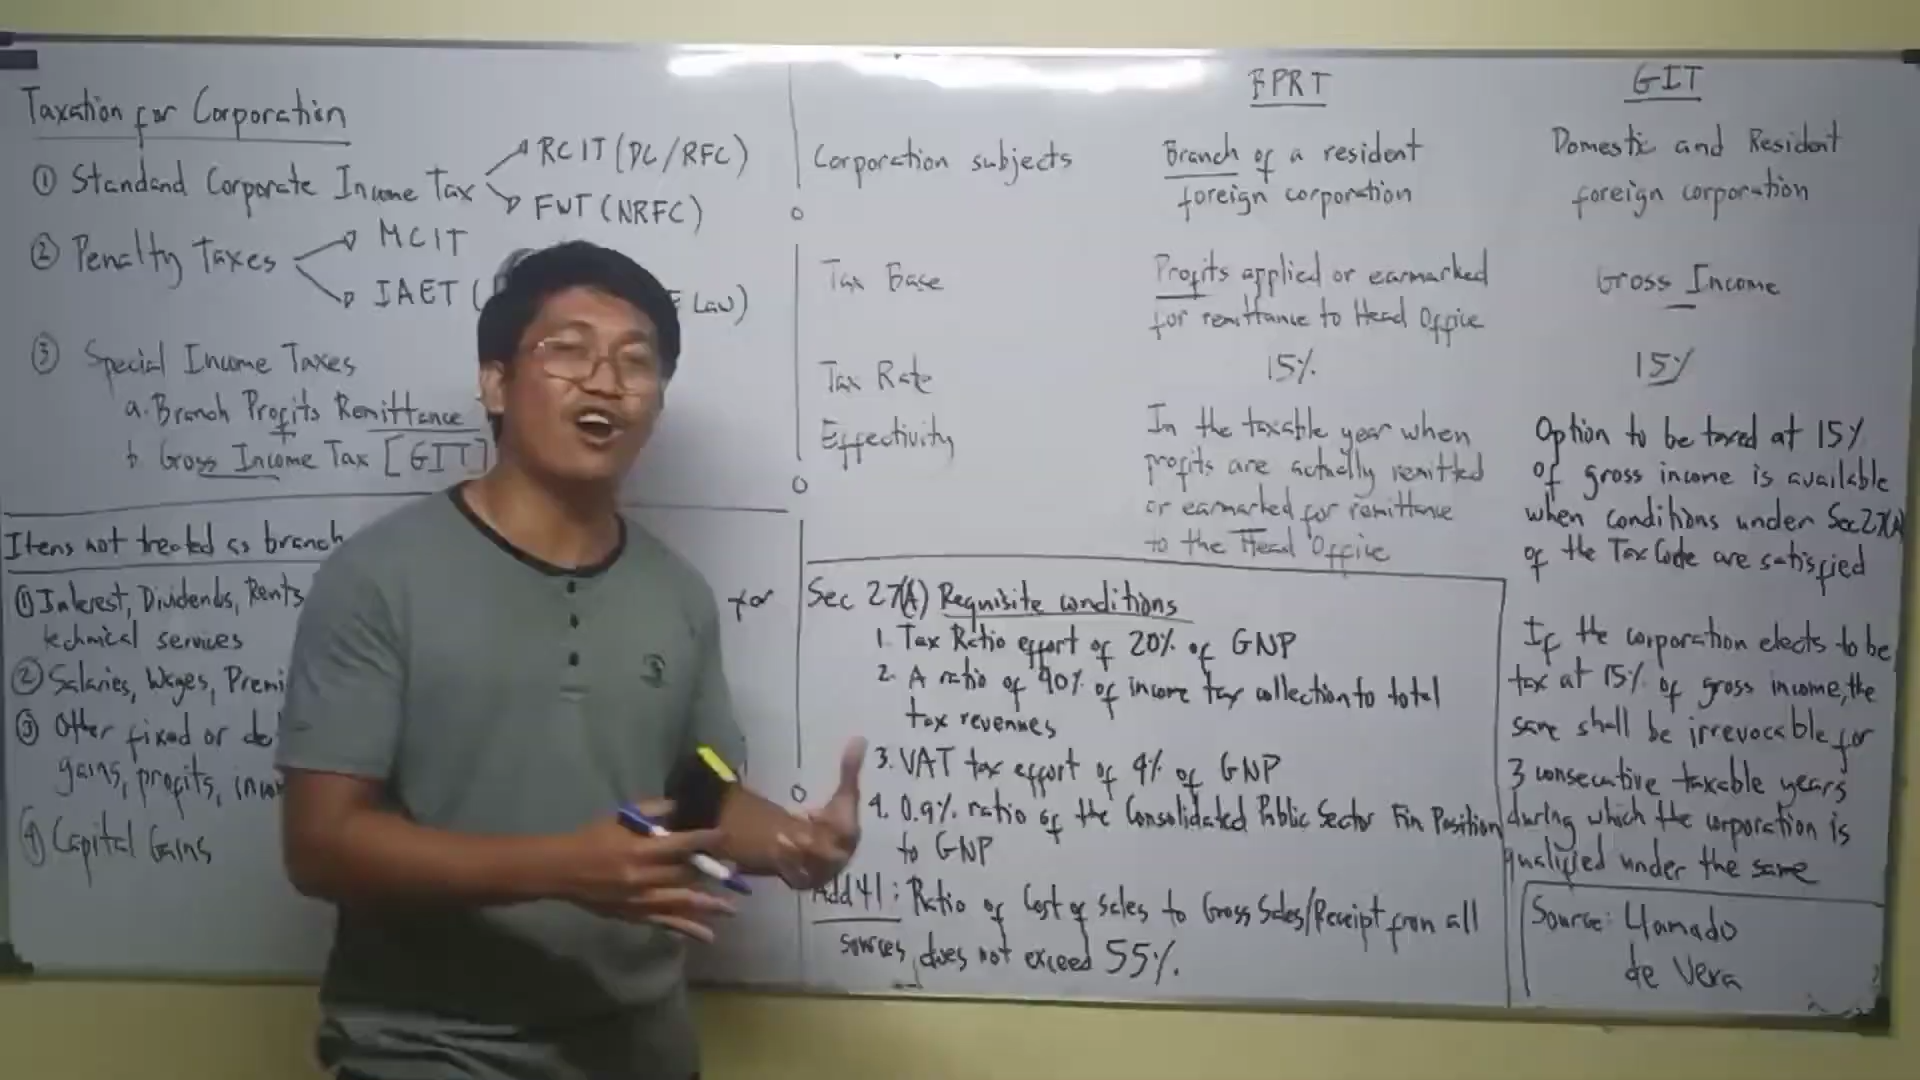 Taxation for Corporation
① Standard Corporate Income Tax
RCIT (DC/RFC)
FWT (NRFC)
② Penalty Taxes
MCIT
IAET (
Law)
③ Special Income Taxes
a. Branch Profits Remittance
b. Gross Income Tax [GIT]
Items not treated as branch
① Interest, Dividends, Rents,
technical services
for
② Salaries, Wages,
③ Other fixed or
gains, profits,
④ Capital Gains
BPRT
GIT
Corporation subjects
Branch of a resident
foreign corporation
Domestic and Resident
foreign corporation
Tax Base
Profits applied or earmarked
for remittance to Head Office
Gross Income
Tax Rate
15%
15%
Effectivity
In the taxable year when
profits are actually remitted
or earmarked for remittance
to the Head Office
Option to be taxed at 15%
of gross income is available
when conditions under Sec 27(A)
of the Tax Code are satisfied
If the corporation elects to be
tax at 15% of gross income, the
same shall be irrevocable for
3 consecutive taxable years
during which the corporation is
qualified under the same
Sec 27(A) Requisite conditions
1. Tax Ratio effort of 20% of GNP
2. A ratio of 40% of income tax collection to total
tax revenues
3. VAT tax effort of 4% of GNP
4. 0.9% ratio of the Consolidated Public Sector Fin Position
to GNP
Add'l: Ratio of Cost of sales to Gross Sales/Receipt from all
sources, does not exceed 55%.
Source: Llamado
de Vera